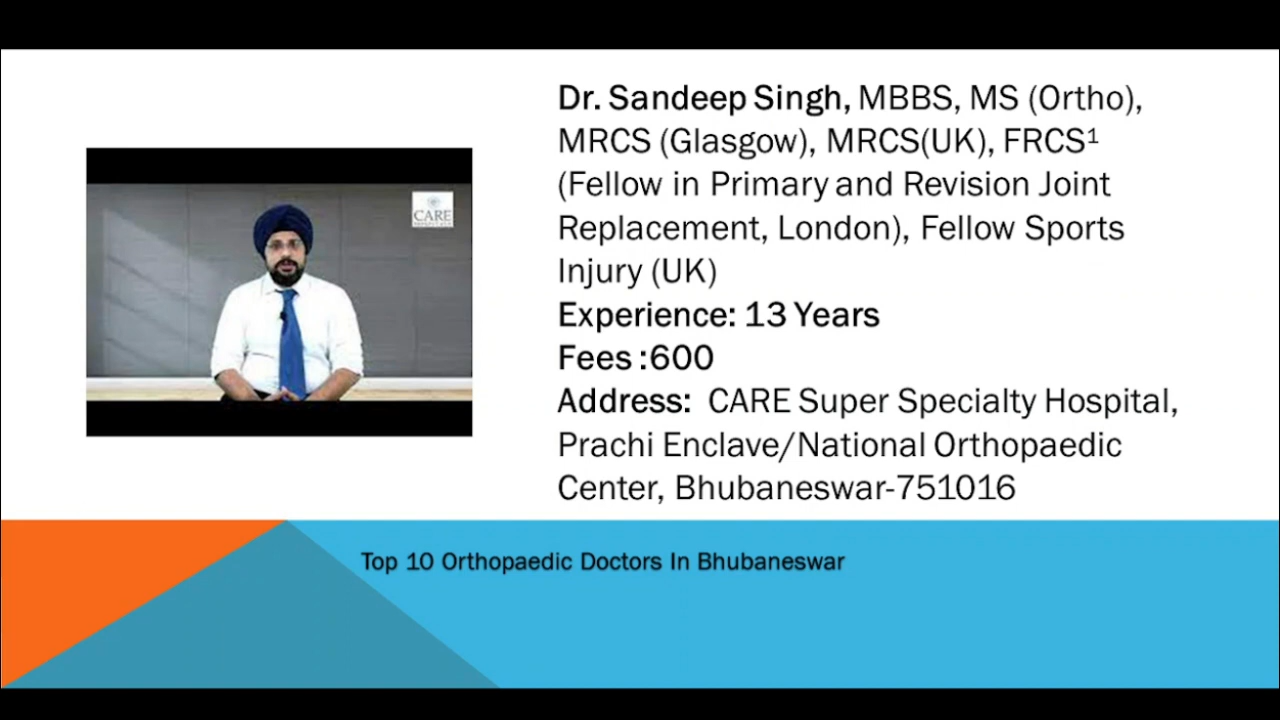 CARE
Dr. Sandeep Singh, MBBS, MS (Ortho),
MRCS (Glasgow), MRCS(UK), FRCS¹
(Fellow in Primary and Revision Joint
Replacement, London), Fellow Sports
Injury (UK)
Experience: 13 Years
Fees :600
Address:  CARE Super Specialty Hospital,
Prachi Enclave/National Orthopaedic
Center, Bhubaneswar-751016
Top 10 Orthopaedic Doctors In Bhubaneswar